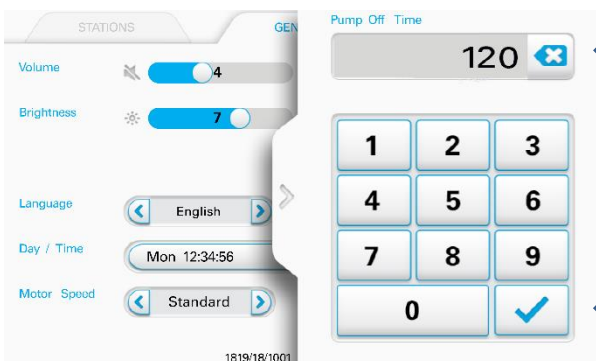 STATIONS
GEN
Volume
4
Brightness
7
Language
English
Day / Time
Mon 12:34:56
Motor Speed
Standard
1819/18/1001
Pump Off Time
120
1 2 3
4 5 6
7 8 9
0